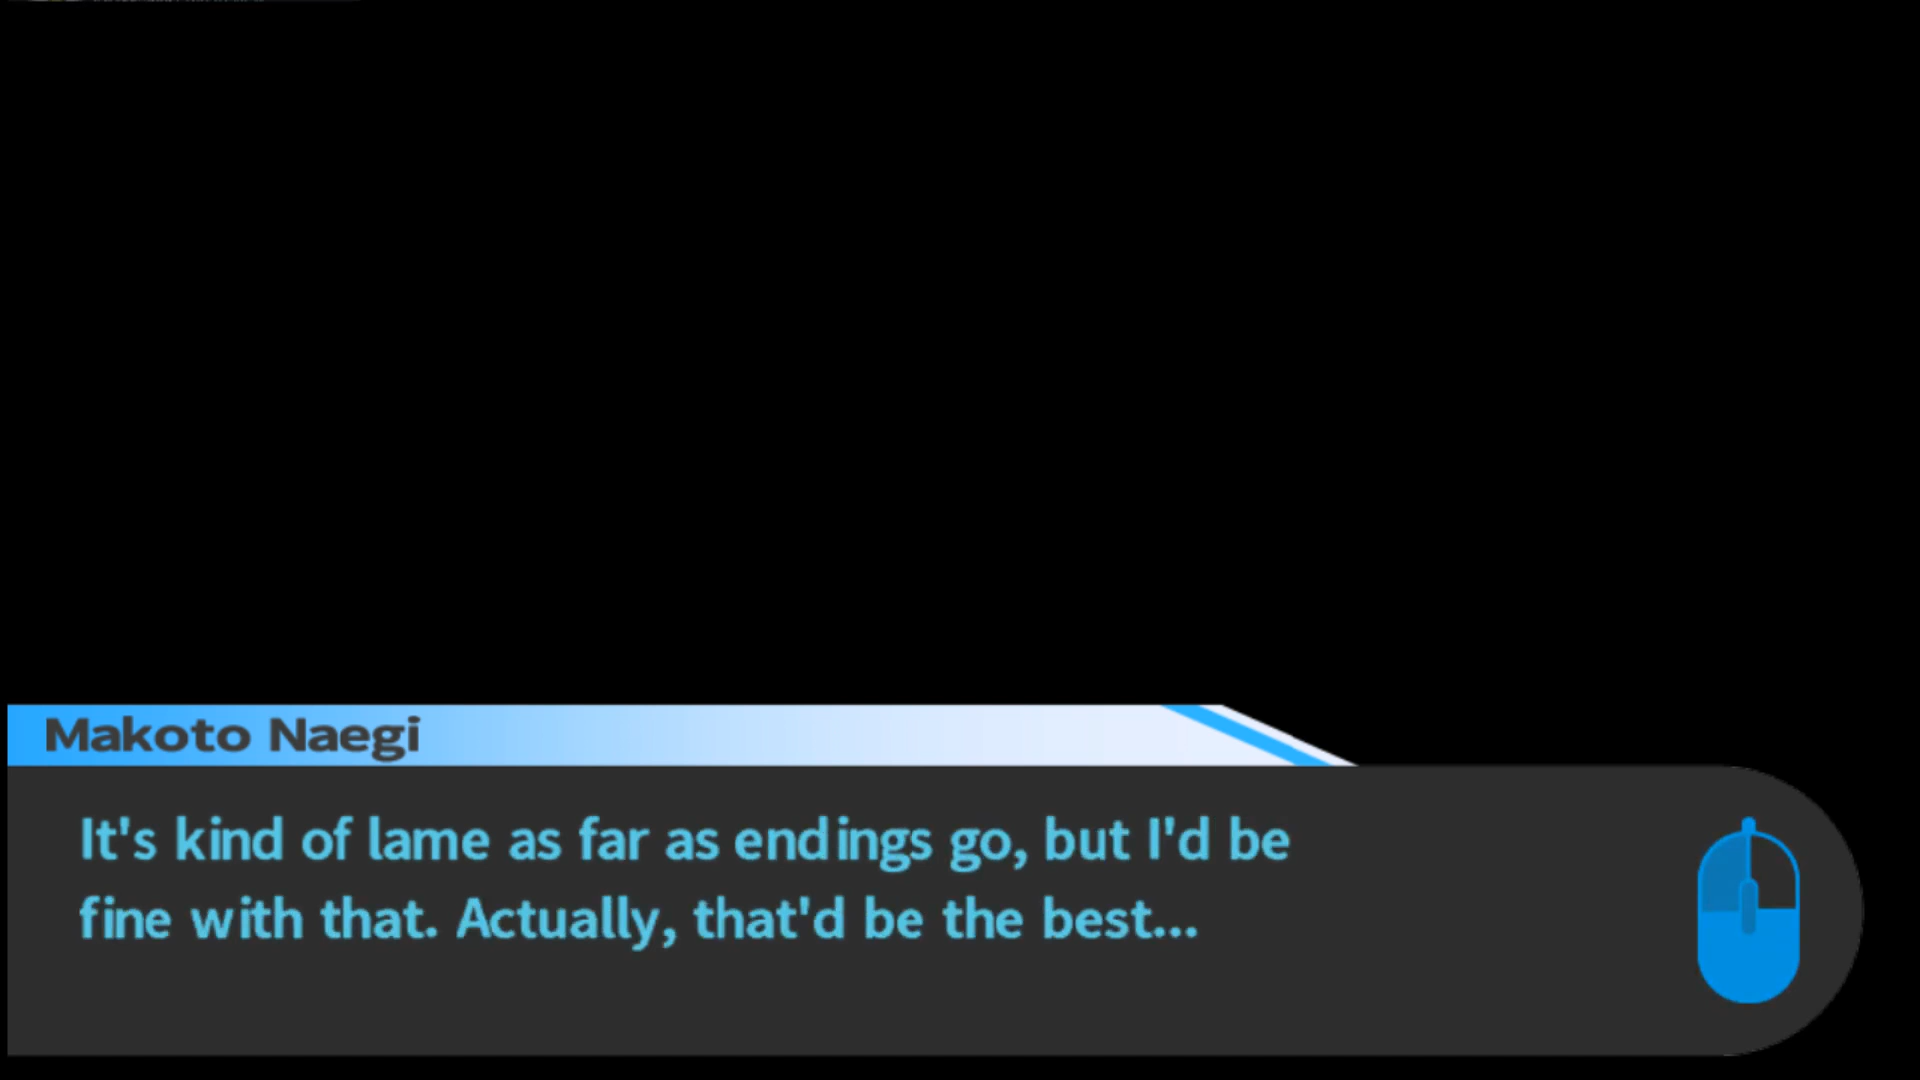 Makoto Naegi
It's kind of lame as far as endings go, but I'd be
fine with that. Actually, that'd be the best...